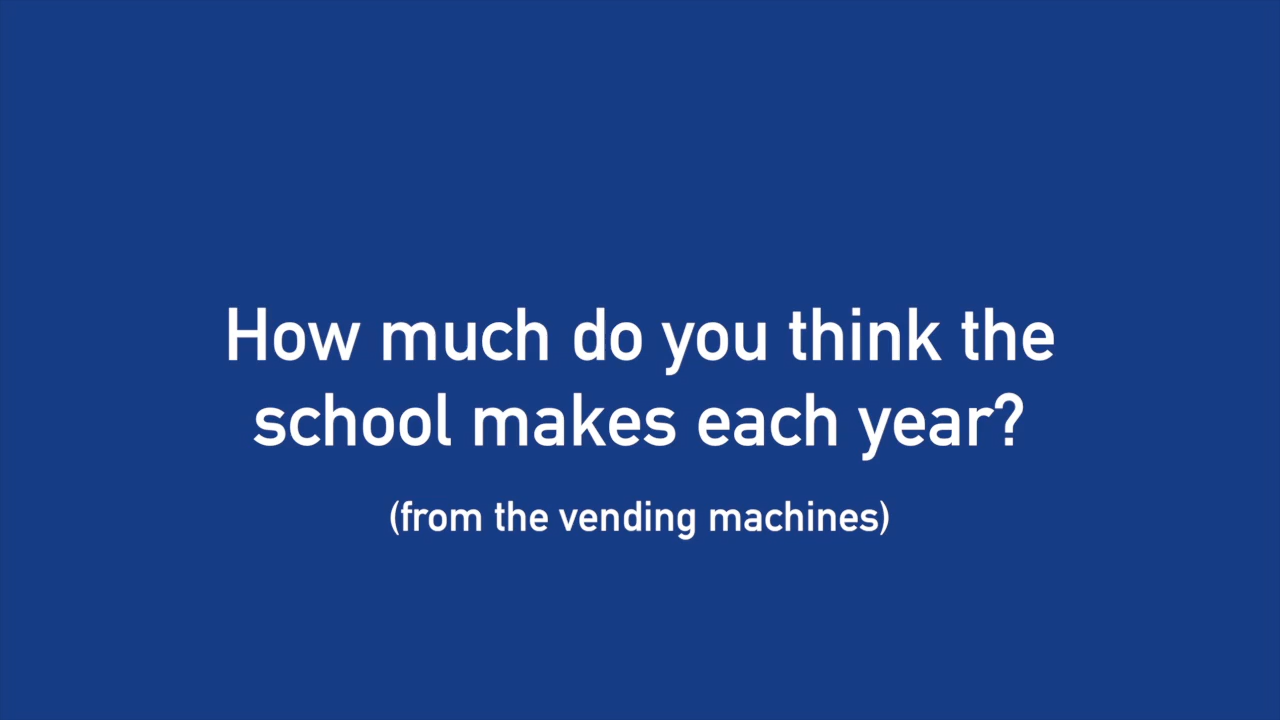 How much do you think the
school makes each year?
(from the vending machines)